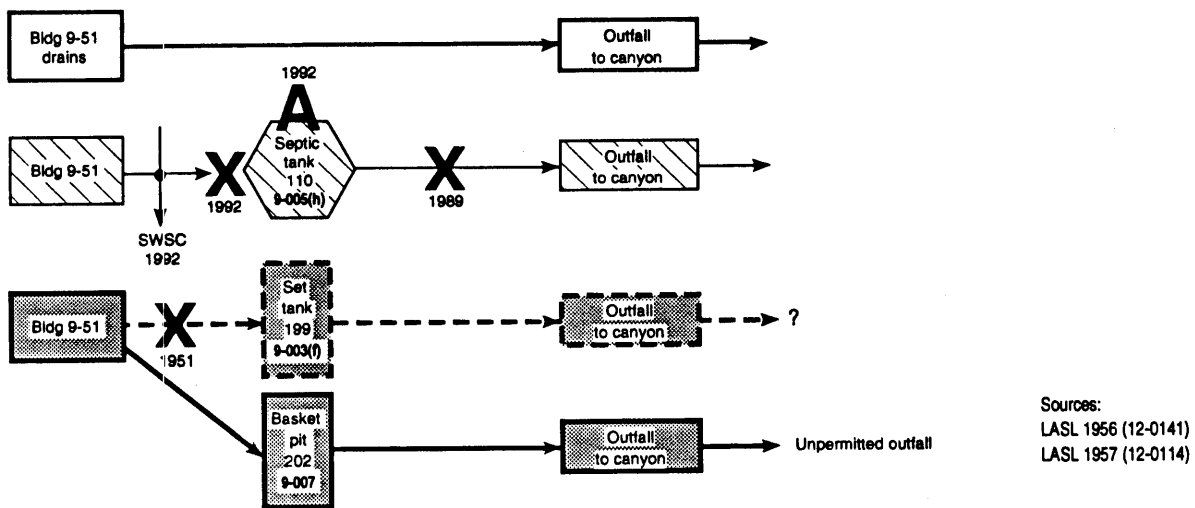 Bldg 9-51
drains
Outfall
to canyon
1992
A
Bldg 9-51
X
1992
Septic
tank
110
9-005(h)
X
1989
Outfall
to canyon
SWSC
1992
Bldg 9-51
X
1951
Set
tank
199
9-003(f)
Outfall
to canyon
?
Basket
pit
202
9-007
Outfall
to canyon
Unpermitted outfall
Sources:
LASL 1956 (12-0141)
LASL 1957 (12-0114)